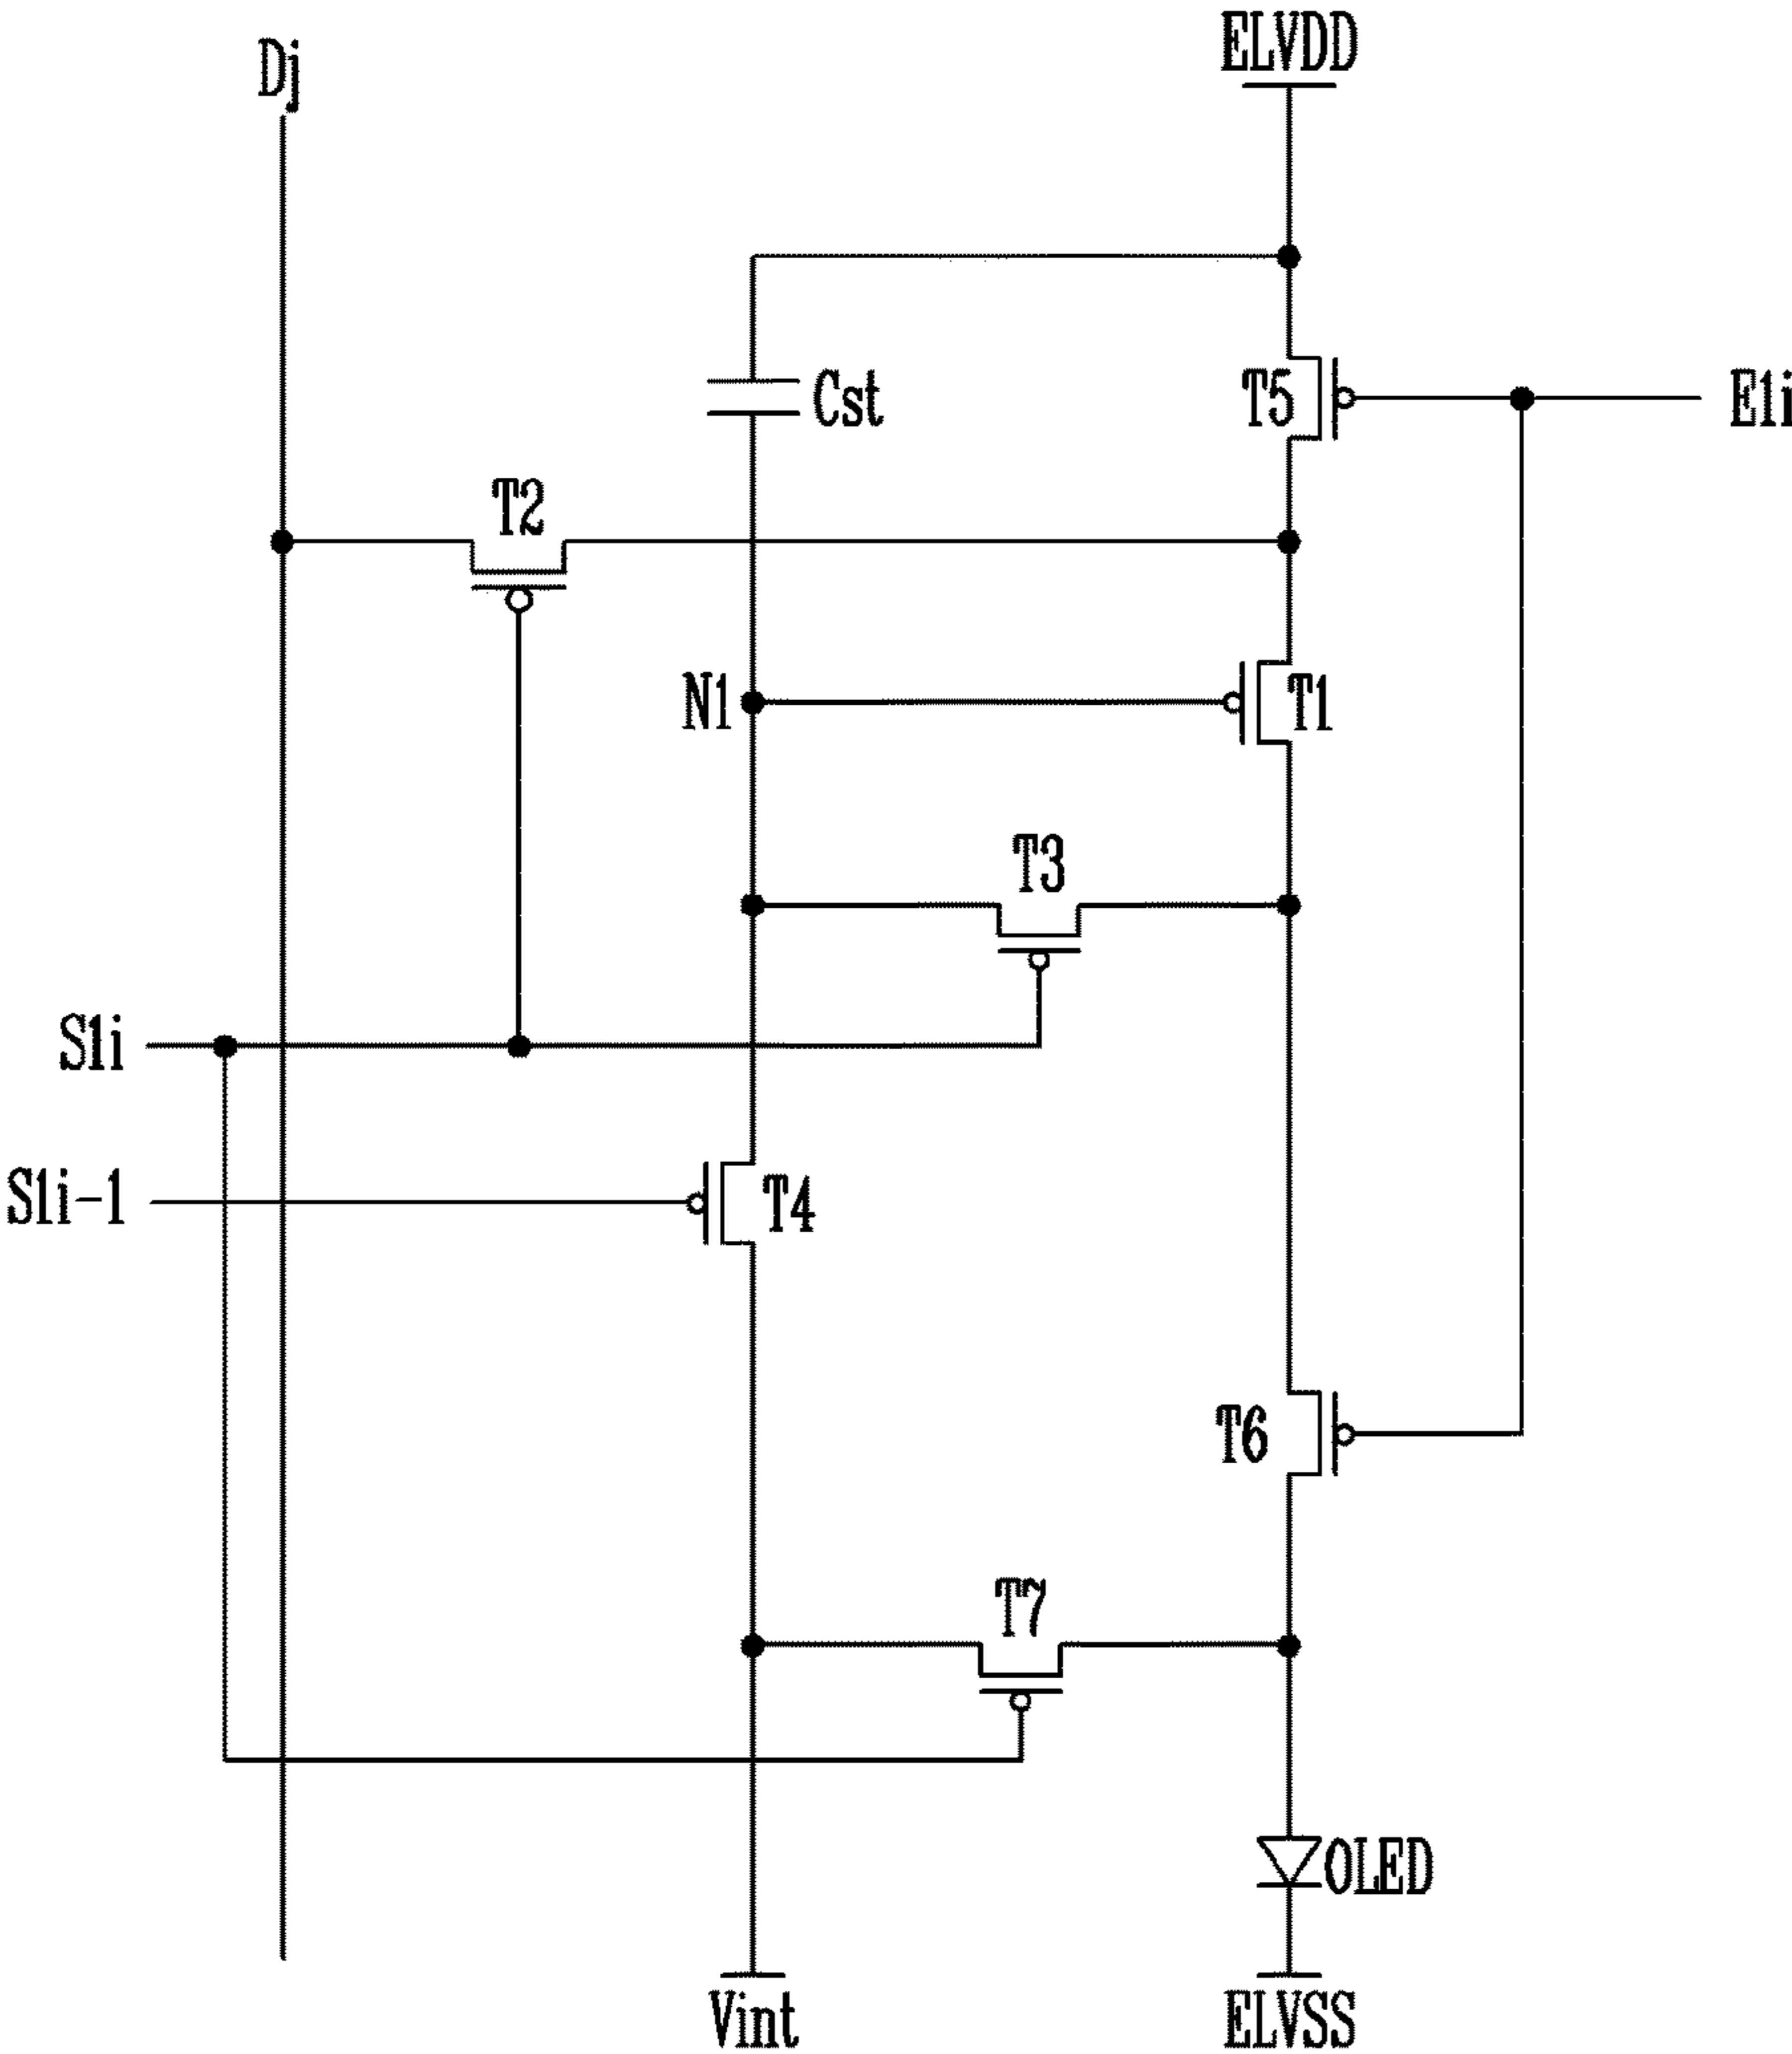 ELVDD
Dj
Cst
T5
E1i
T2
N1
T1
T3
S1i
S1i-1
T4
T6
T7
OLED
Vint
ELVSS